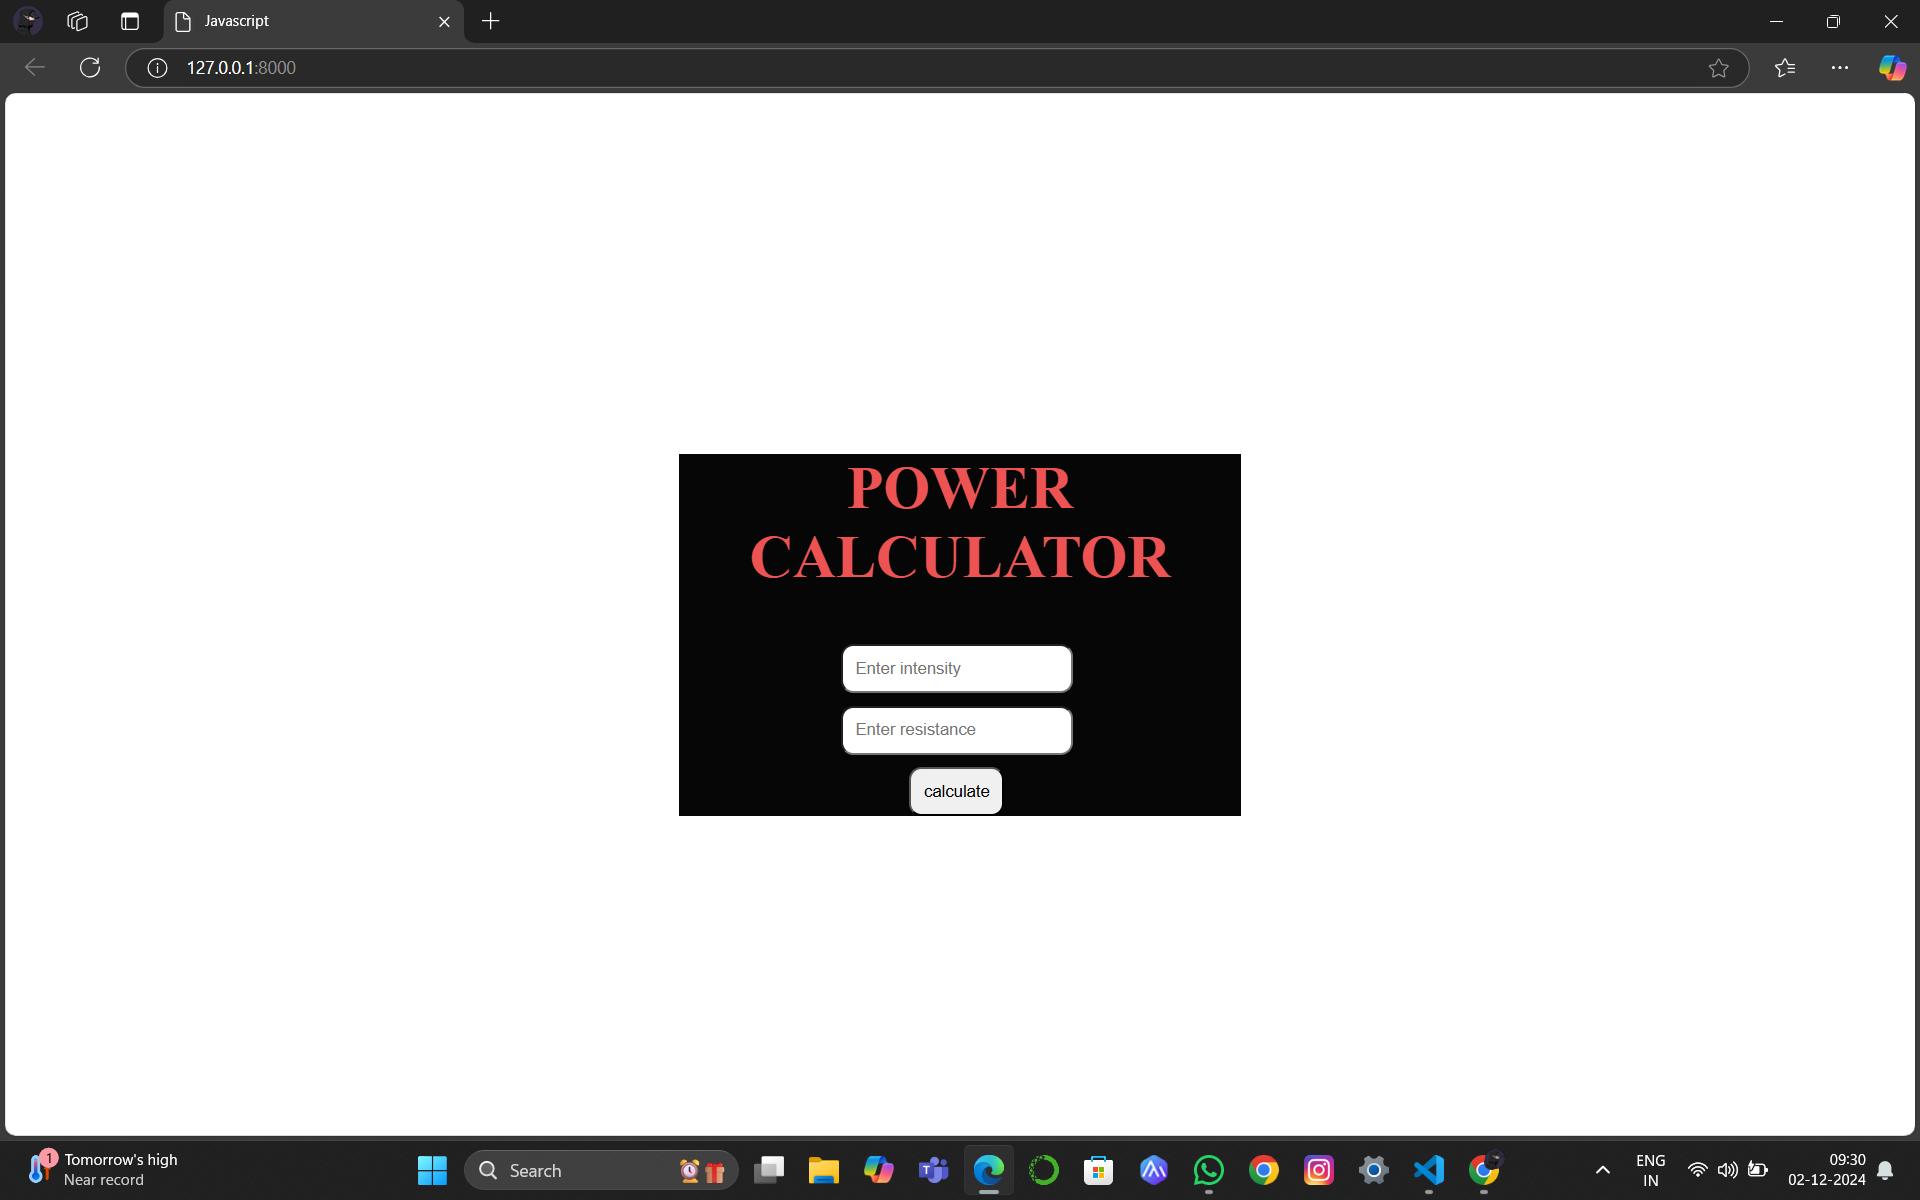 Javascript
127.0.0.1:8000
POWER
CALCULATOR
Enter intensity
Enter resistance
calculate
1
Tomorrow's high
Near record
Search
ENG
IN
09:30
02-12-2024